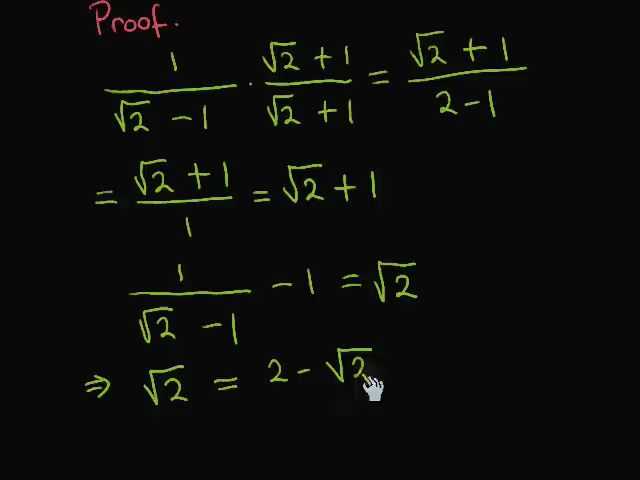 Proof.
1/(√2 − 1) · (√2 + 1)/(√2 + 1) = (√2 + 1)/(2 − 1)
= (√2 + 1)/1 = √2 + 1
1/(√2 − 1) − 1 = √2
⇒ √2 = 2 − √2